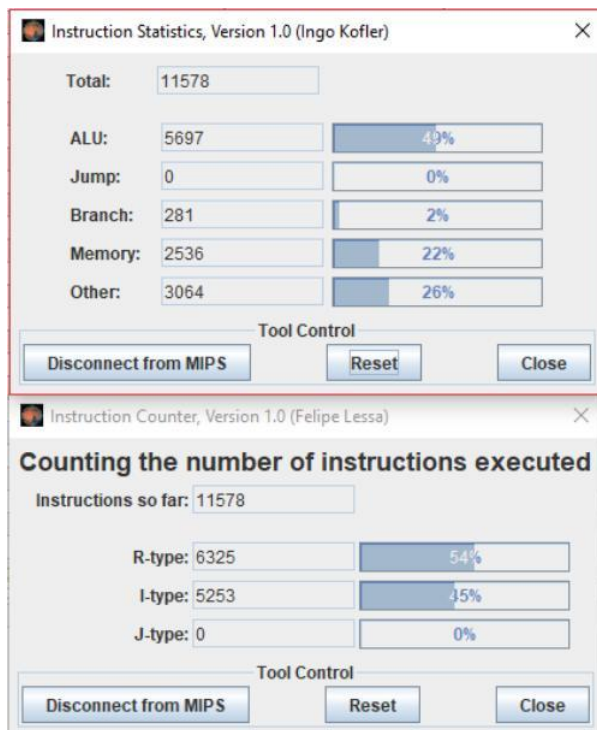 Instruction Statistics, Version 1.0 (Ingo Kofler)
Total: 11578
ALU: 5697 49%
Jump: 0 0%
Branch: 281 2%
Memory: 2536 22%
Other: 3064 26%
Tool Control
Disconnect from MIPS Reset Close
Instruction Counter, Version 1.0 (Felipe Lessa)
Counting the number of instructions executed
Instructions so far: 11578
R-type: 6325 54%
I-type: 5253 45%
J-type: 0 0%
Tool Control
Disconnect from MIPS Reset Close